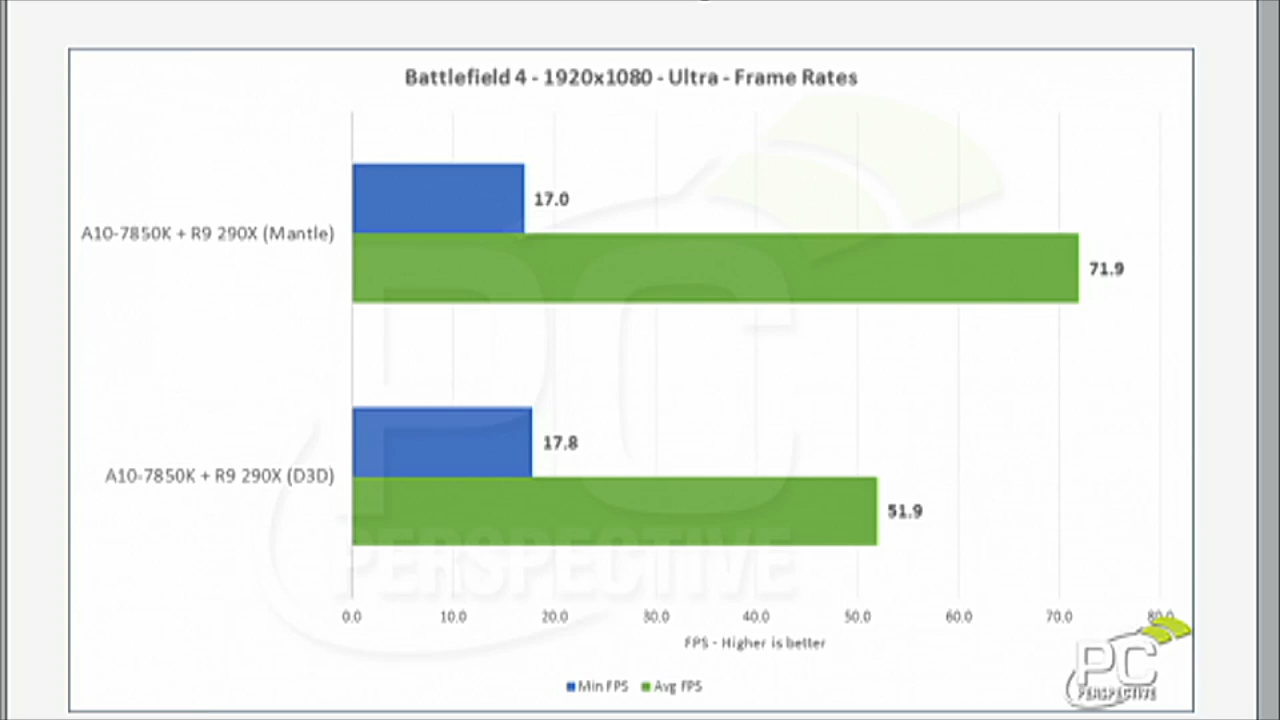 Battlefield 4 - 1920x1080 - Ultra - Frame Rates
17.0
A10-7850K + R9 290X (Mantle)
71.9
17.8
A10-7850K + R9 290X (D3D)
51.9
0.0 10.0 20.0 30.0 40.0 50.0 60.0 70.0 80.0
FPS - Higher is better
Min FPS Avg FPS
PC
PERSPECTIVE
PC
PERSPECTIVE